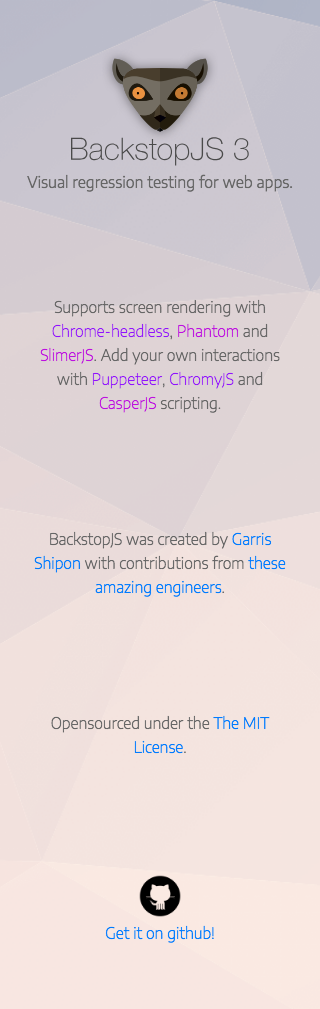 BackstopJS 3
Visual regression testing for web apps.
Supports screen rendering with
Chrome-headless, Phantom and
SlimerJS. Add your own interactions
with Puppeteer, ChromyJS and
CasperJS scripting.
BackstopJS was created by Garris
Shipon with contributions from these
amazing engineers.
Opensourced under the The MIT
License.
Get it on github!